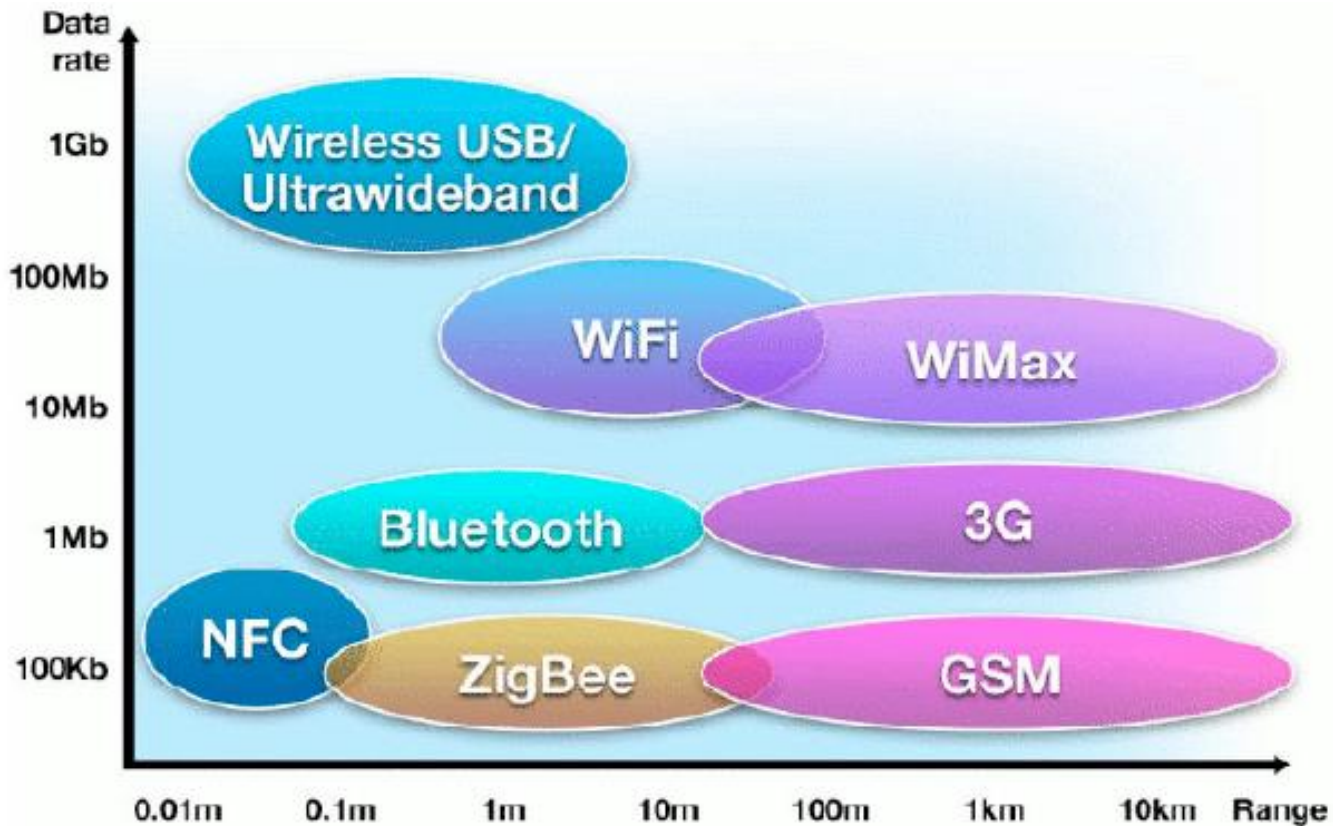 Data
rate
1Gb
100Mb
10Mb
1Mb
100Kb
Wireless USB/
Ultrawideband
WiFi
WiMax
Bluetooth
3G
NFC
ZigBee
GSM
0.01m 0.1m 1m 10m 100m 1km 10km Range